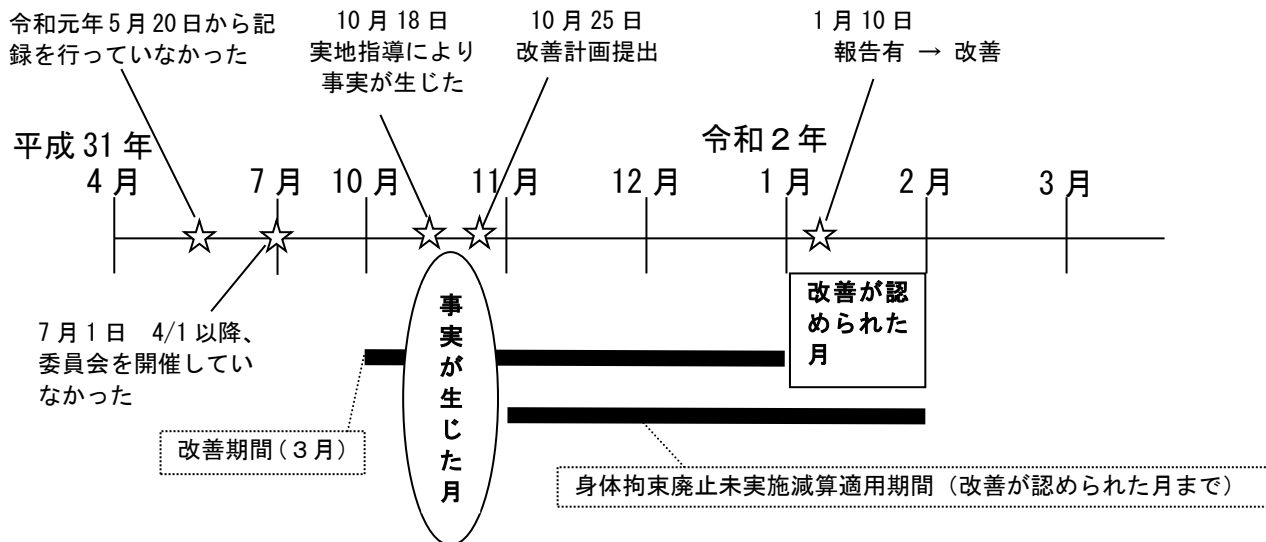 令和元年5月20日から記
録を行っていなかった
10月18日
実地指導により
事実が生じた
10月25日
改善計画提出
1月10日
報告有 → 改善
平成31年
令和2年
4月
7月
10月
11月
12月
1月
2月
3月
7月1日 4/1以降、
委員会を開催してい
なかった
事実が生じた月
改善が認
められた
月
改善期間(3月)
身体拘束廃止未実施減算適用期間(改善が認められた月まで)